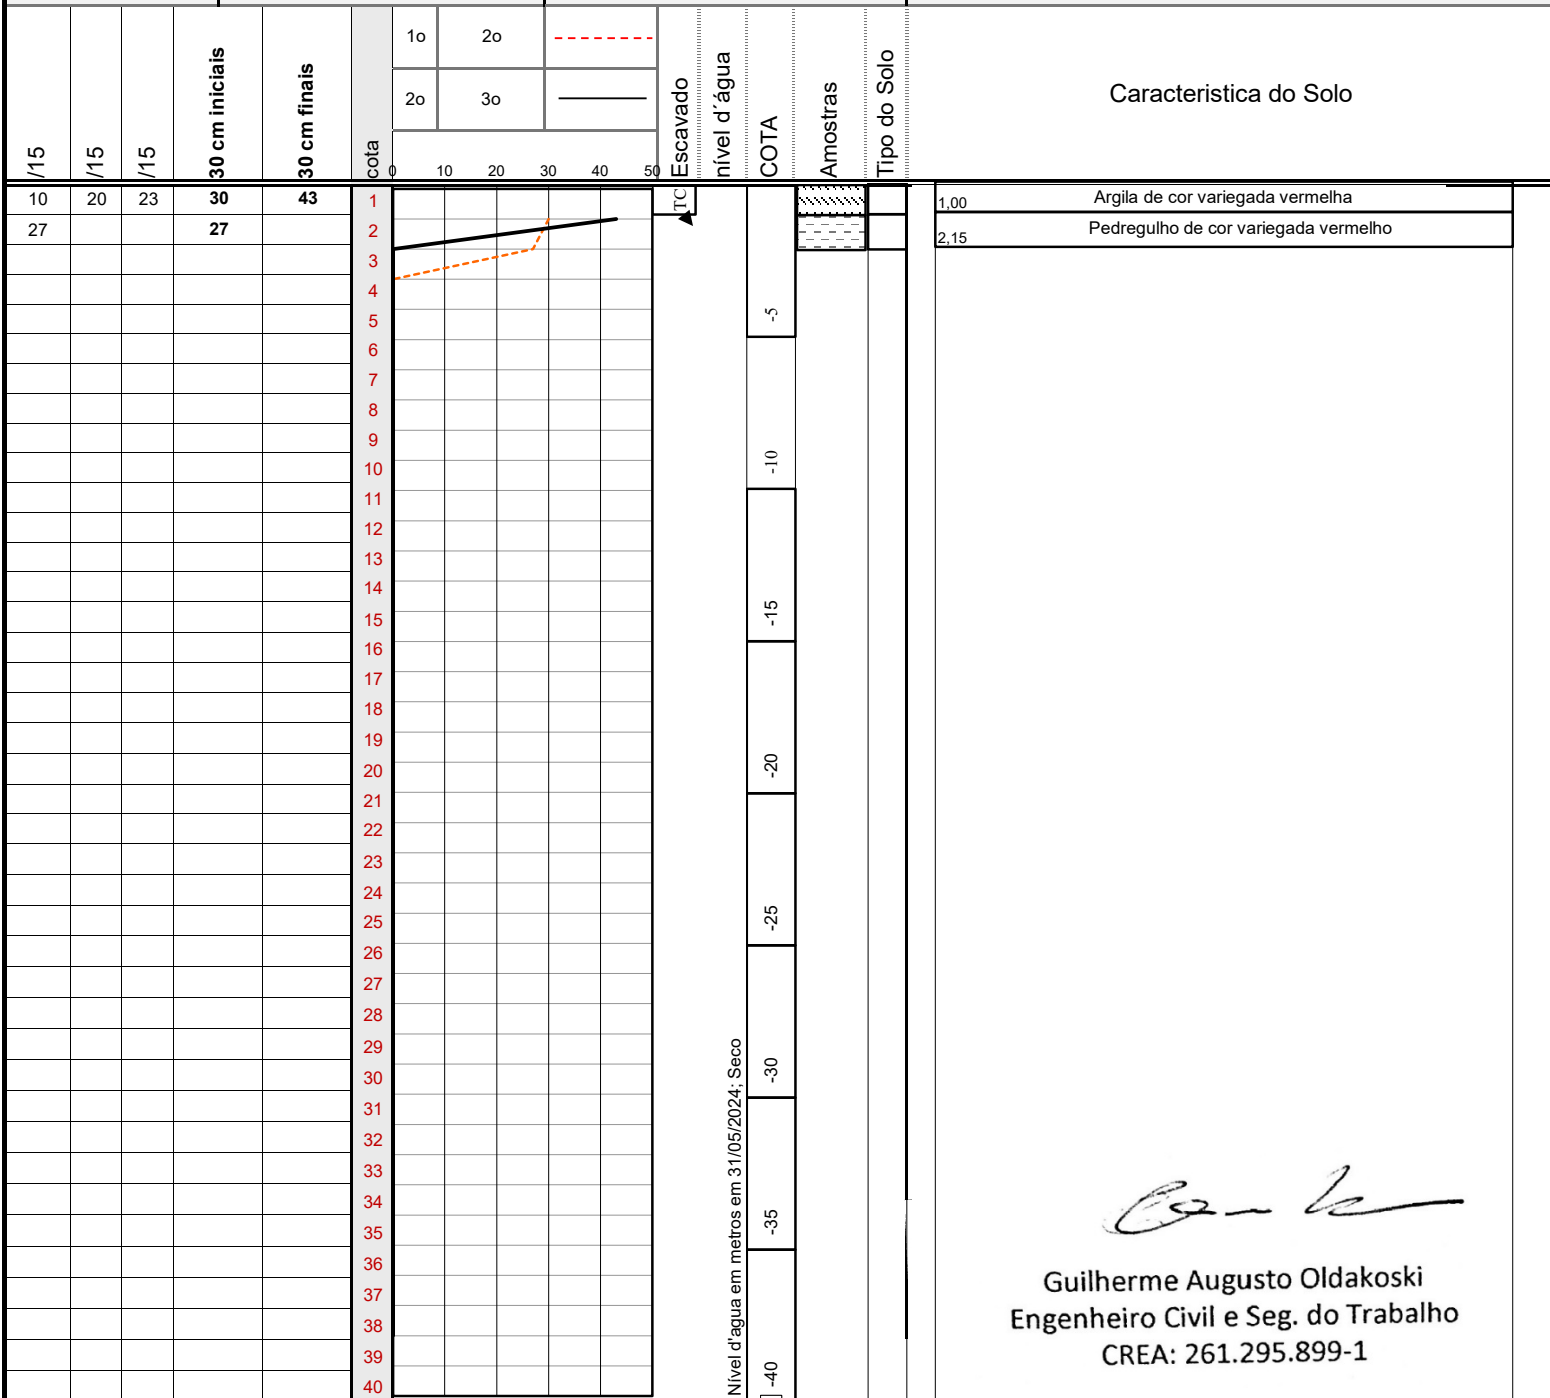 /15
/15
/15
30 cm iniciais
30 cm finais
cota
1o 2o
2o 3o
0 10 20 30 40 50
Escavado
nível d´água
COTA
Amostras
Tipo do Solo
Caracteristica do Solo
10 20 23 30 43 1 TC 1,00 Argila de cor variegada vermelha
27 27 2 2,15 Pedregulho de cor variegada vermelho
3
4
5
6
7
8
9
10
11
12
13
14
15
16
17
18
19
20
21
22
23
24
25
26
27
28
29
30
31
32
33
34
35
36
37
38
39
40
Nível d'agua em metros em 31/05/2024; Seco
-5
-10
-15
-20
-25
-30
-35
-40
Guilherme Augusto Oldakoski
Engenheiro Civil e Seg. do Trabalho
CREA: 261.295.899-1